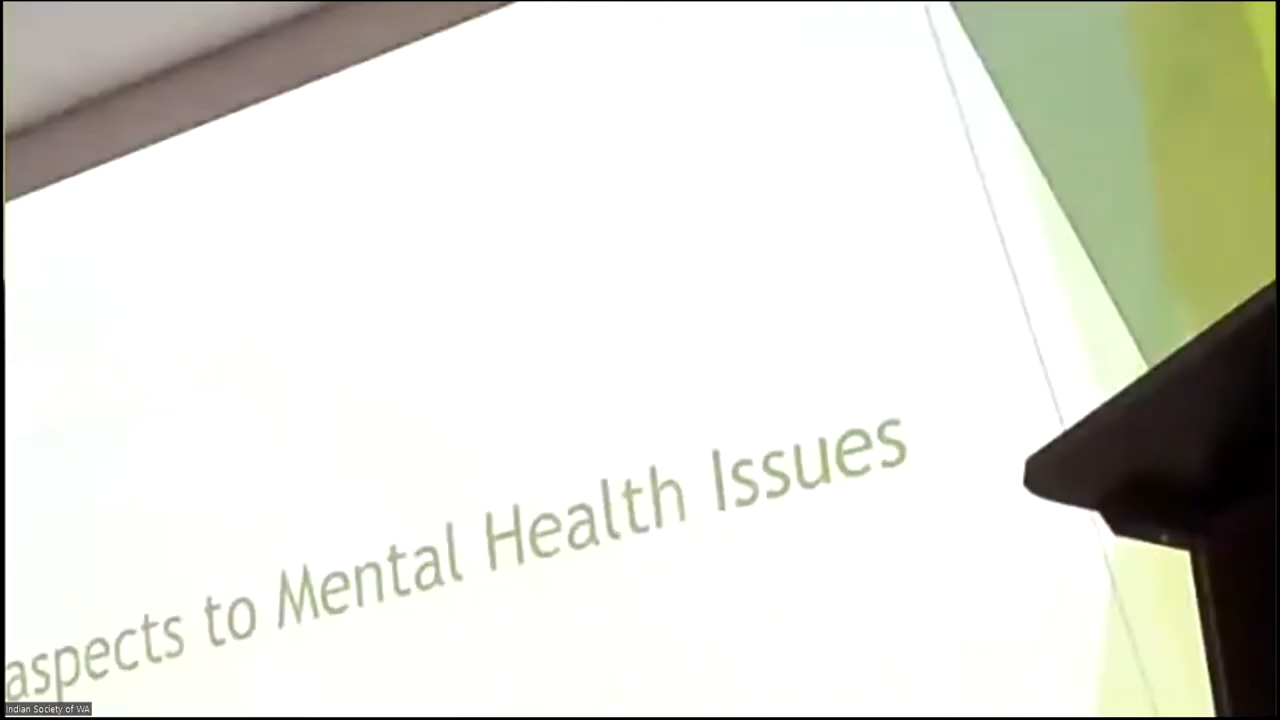 aspects to Mental Health Issues
Indian Society of WA